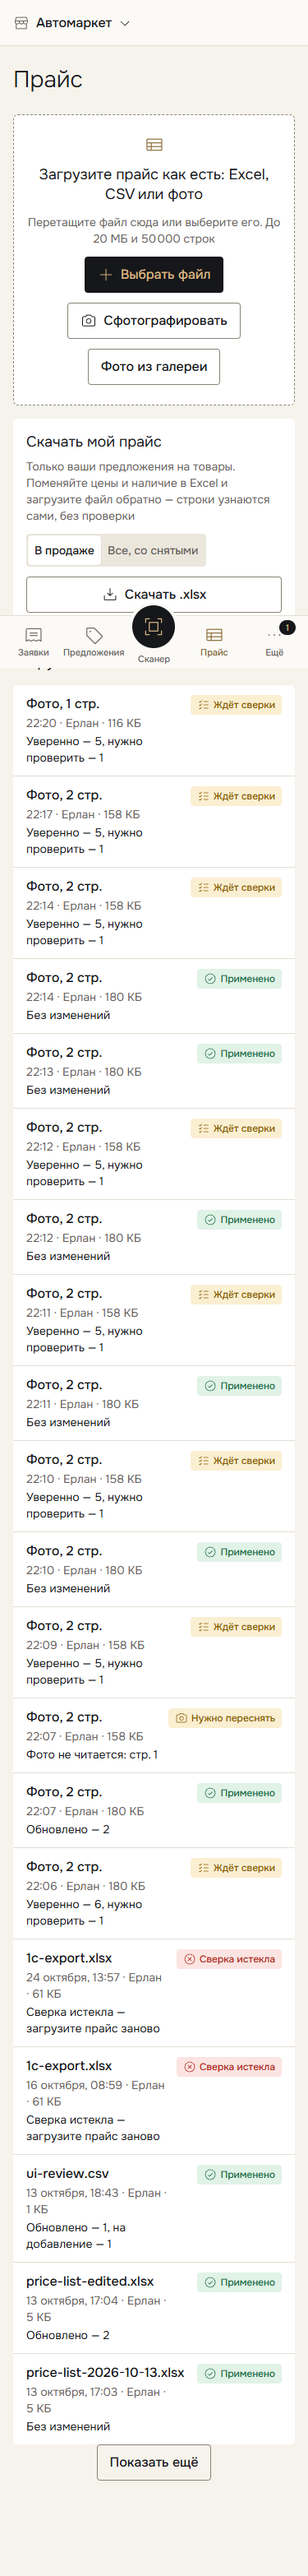 Автомаркет
Прайс
Загрузите прайс как есть: Excel,
CSV или фото
Перетащите файл сюда или выберите его. До
20 МБ и 50 000 строк
Выбрать файл
Сфотографировать
Фото из галереи
Скачать мой прайс
Только ваши предложения на товары.
Поменяйте цены и наличие в Excel и
загрузите файл обратно — строки узнаются
сами, без проверки
В продаже Все, со снятыми
Скачать .xlsx
1
Заявки Предложения Сканер Прайс Ещё
Фото, 1 стр. Ждёт сверки
22:20 · Ерлан · 116 КБ
Уверенно — 5, нужно
проверить — 1
Фото, 2 стр. Ждёт сверки
22:17 · Ерлан · 158 КБ
Уверенно — 5, нужно
проверить — 1
Фото, 2 стр. Ждёт сверки
22:14 · Ерлан · 158 КБ
Уверенно — 5, нужно
проверить — 1
Фото, 2 стр. Применено
22:14 · Ерлан · 180 КБ
Без изменений
Фото, 2 стр. Применено
22:13 · Ерлан · 180 КБ
Без изменений
Фото, 2 стр. Ждёт сверки
22:12 · Ерлан · 158 КБ
Уверенно — 5, нужно
проверить — 1
Фото, 2 стр. Применено
22:12 · Ерлан · 180 КБ
Без изменений
Фото, 2 стр. Ждёт сверки
22:11 · Ерлан · 158 КБ
Уверенно — 5, нужно
проверить — 1
Фото, 2 стр. Применено
22:11 · Ерлан · 180 КБ
Без изменений
Фото, 2 стр. Ждёт сверки
22:10 · Ерлан · 158 КБ
Уверенно — 5, нужно
проверить — 1
Фото, 2 стр. Применено
22:10 · Ерлан · 180 КБ
Без изменений
Фото, 2 стр. Ждёт сверки
22:09 · Ерлан · 158 КБ
Уверенно — 5, нужно
проверить — 1
Фото, 2 стр. Нужно переснять
22:07 · Ерлан · 158 КБ
Фото не читается: стр. 1
Фото, 2 стр. Применено
22:07 · Ерлан · 180 КБ
Обновлено — 2
Фото, 2 стр. Ждёт сверки
22:06 · Ерлан · 180 КБ
Уверенно — 6, нужно
проверить — 1
1c-export.xlsx Сверка истекла
24 октября, 13:57 · Ерлан
· 61 КБ
Сверка истекла —
загрузите прайс заново
1c-export.xlsx Сверка истекла
16 октября, 08:59 · Ерлан
· 61 КБ
Сверка истекла —
загрузите прайс заново
ui-review.csv Применено
13 октября, 18:43 · Ерлан ·
1 КБ
Обновлено — 1, на
добавление — 1
price-list-edited.xlsx Применено
13 октября, 17:04 · Ерлан ·
5 КБ
Обновлено — 2
price-list-2026-10-13.xlsx Применено
13 октября, 17:03 · Ерлан ·
5 КБ
Без изменений
Показать ещё